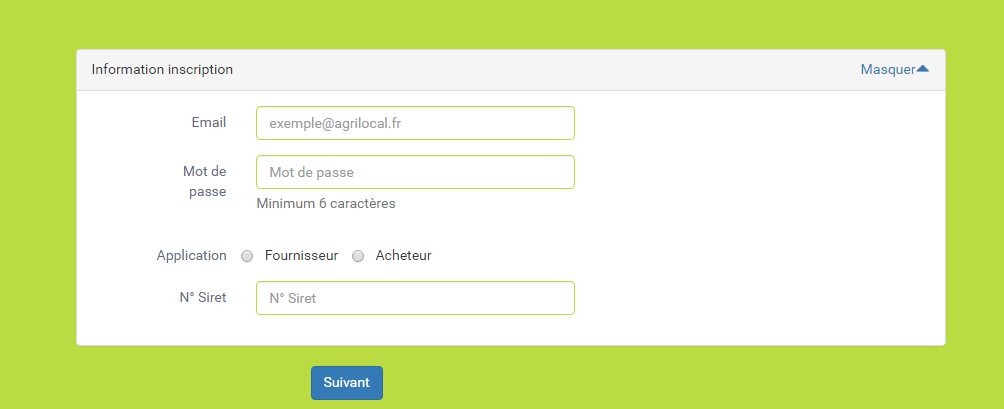 Information inscription
Masquer
Email
exemple@agrilocal.fr
Mot de
passe
Mot de passe
Minimum 6 caractères
Application
Fournisseur
Acheteur
N° Siret
N° Siret
Suivant